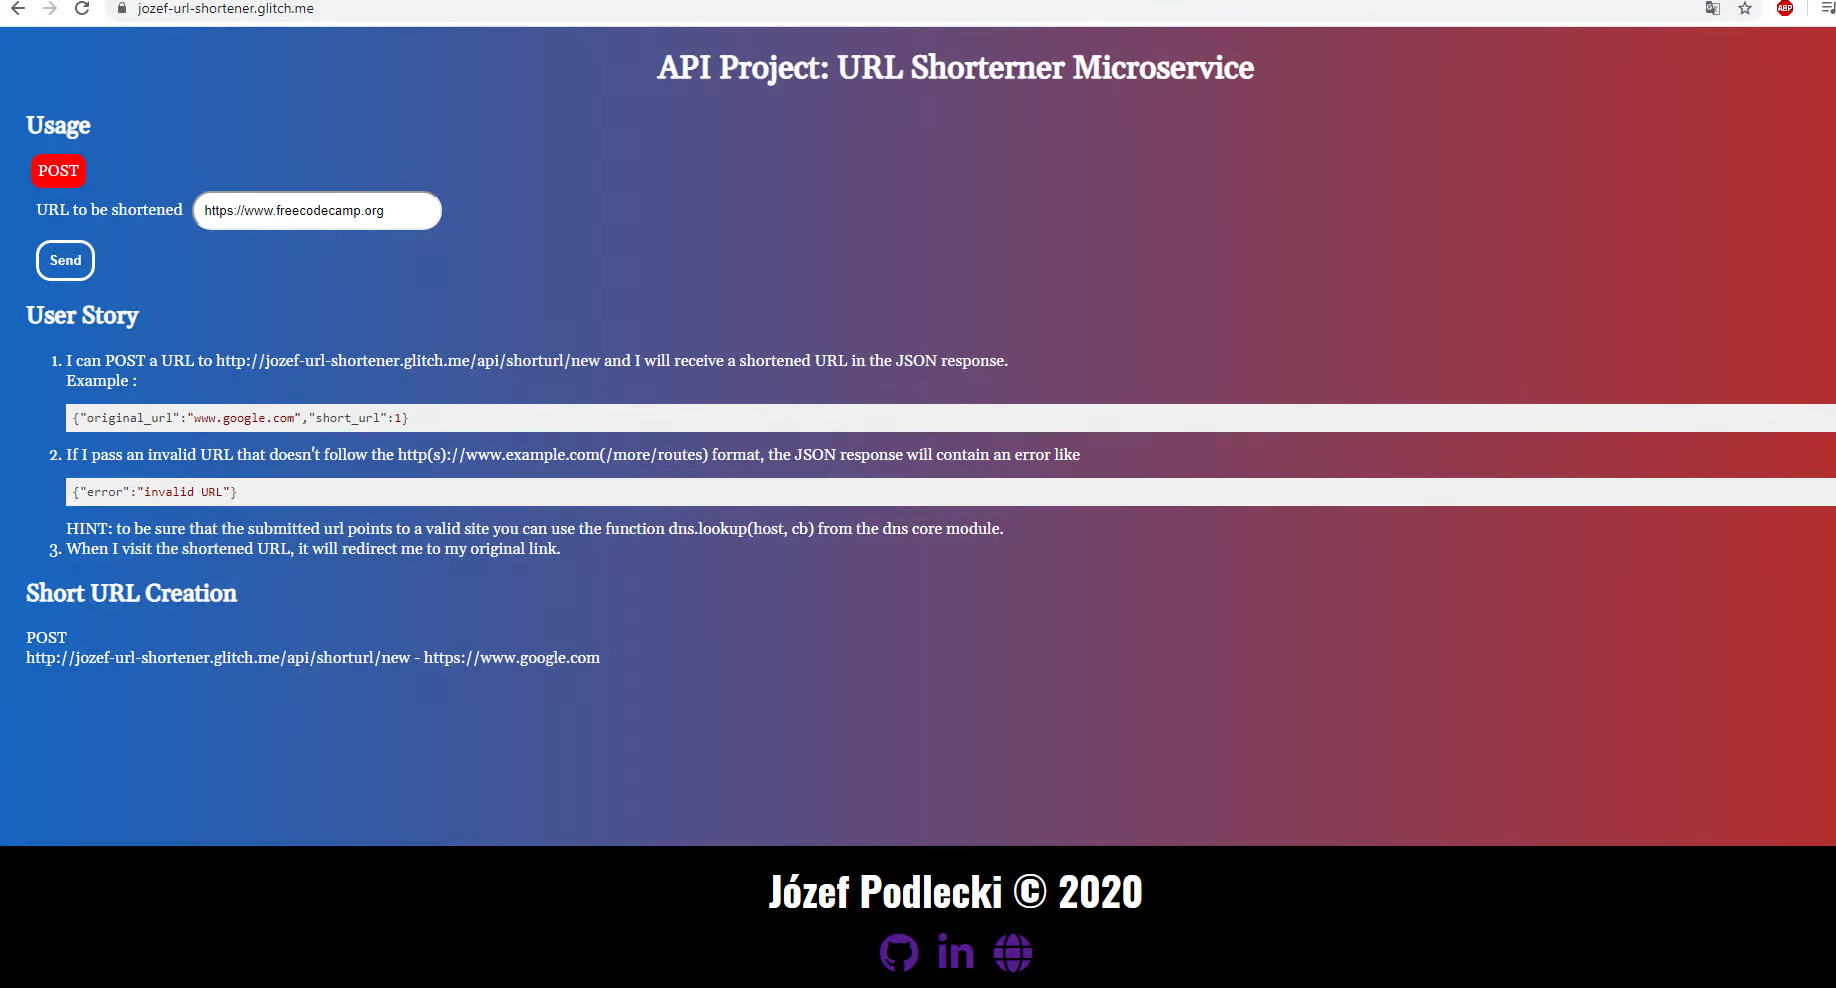 jozef-url-shortener.glitch.me
ABP
API Project: URL Shorterner Microservice
Usage
POST
URL to be shortened https://www.freecodecamp.org
Send
User Story
1. I can POST a URL to http://jozef-url-shortener.glitch.me/api/shorturl/new and I will receive a shortened URL in the JSON response.
Example :
{"original_url":"www.google.com","short_url":1}
2. If I pass an invalid URL that doesn't follow the http(s)://www.example.com(/more/routes) format, the JSON response will contain an error like
{"error":"invalid URL"}
HINT: to be sure that the submitted url points to a valid site you can use the function dns.lookup(host, cb) from the dns core module.
3. When I visit the shortened URL, it will redirect me to my original link.
Short URL Creation
POST
http://jozef-url-shortener.glitch.me/api/shorturl/new - https://www.google.com
Józef Podlecki © 2020
in